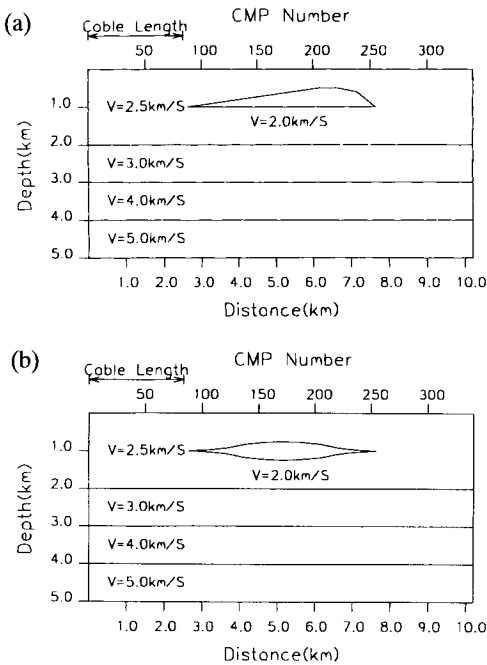 (a)
CMP Number
Cable Length
50 100 150 200 250 300
Depth(km)
1.0
2.0
3.0
4.0
5.0
V=2.5km/S
V=2.0km/S
V=3.0km/S
V=4.0km/S
V=5.0km/S
1.0 2.0 3.0 4.0 5.0 6.0 7.0 8.0 9.0 10.0
Distance(km)
(b)
CMP Number
Cable Length
50 100 150 200 250 300
Depth(km)
1.0
2.0
3.0
4.0
5.0
V=2.5km/S
V=2.0km/S
V=3.0km/S
V=4.0km/S
V=5.0km/S
1.0 2.0 3.0 4.0 5.0 6.0 7.0 8.0 9.0 10.0
Distance(km)